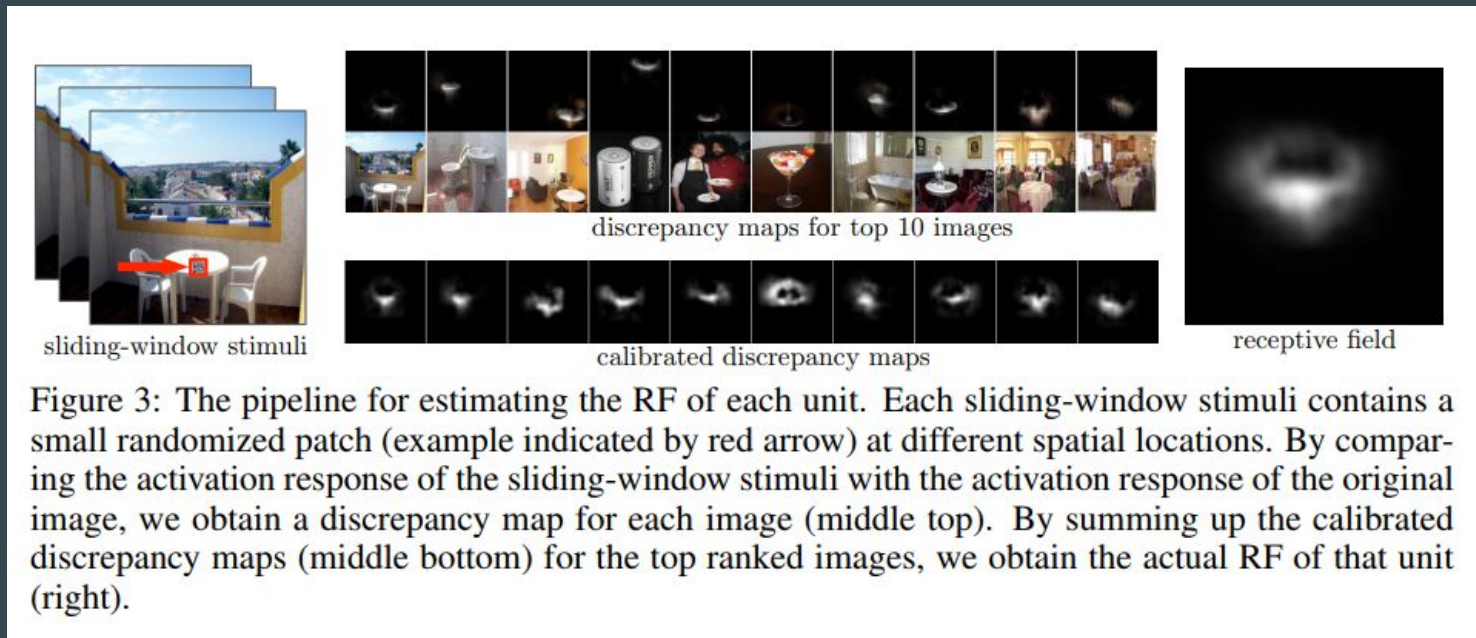 discrepancy maps for top 10 images
sliding-window stimuli
calibrated discrepancy maps
receptive field
Figure 3: The pipeline for estimating the RF of each unit. Each sliding-window stimuli contains a
small randomized patch (example indicated by red arrow) at different spatial locations. By compar-
ing the activation response of the sliding-window stimuli with the activation response of the original
image, we obtain a discrepancy map for each image (middle top). By summing up the calibrated
discrepancy maps (middle bottom) for the top ranked images, we obtain the actual RF of that unit
(right).